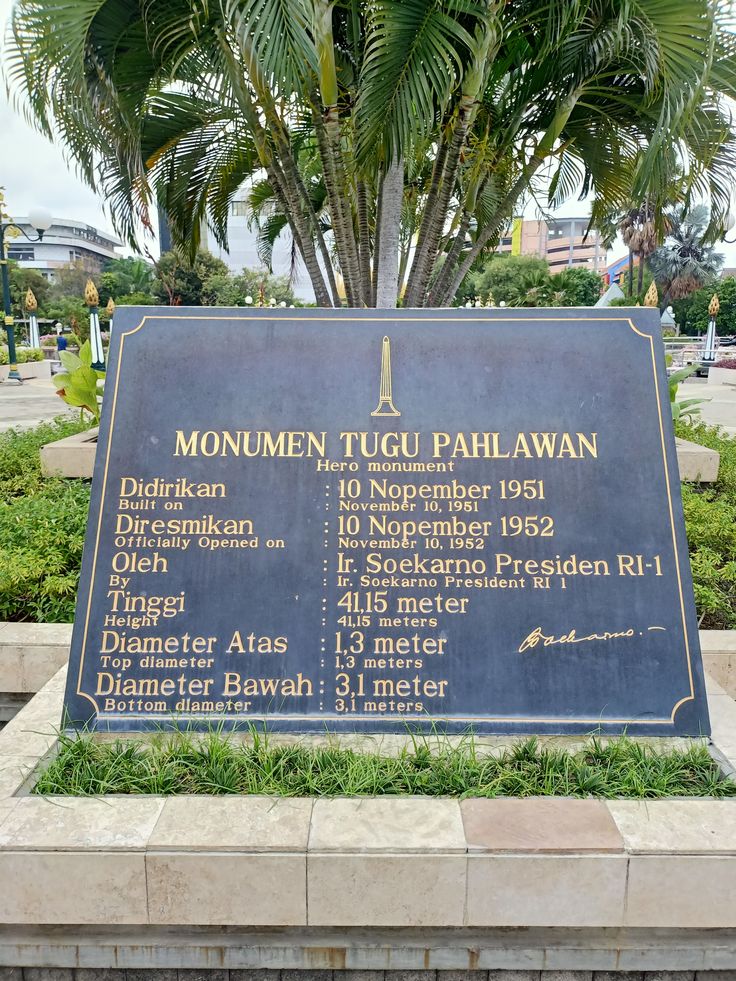 MONUMEN TUGU PAHLAWAN
Hero monument
Didirikan : 10 Nopember 1951
Built on : November 10, 1951
Diresmikan : 10 Nopember 1952
Officially Opened on : November 10, 1952
Oleh : Ir. Soekarno Presiden RI-1
By : Ir. Soekarno President RI 1
Tinggi : 41,15 meter
Height : 41,15 meters
Diameter Atas : 1,3 meter
Top diameter : 1,3 meters
Soekarno.-
Diameter Bawah : 3,1 meter
Bottom diameter : 3,1 meters